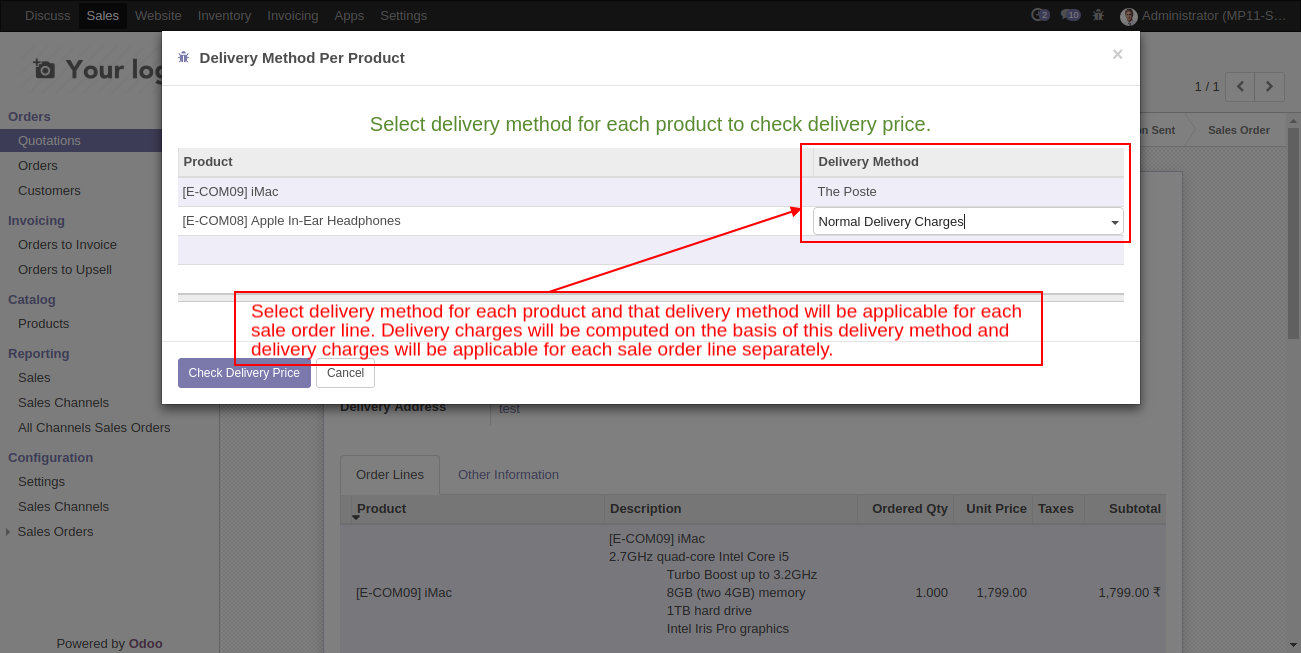 Discuss Sales Website Inventory Invoicing Apps Settings 2 10 Administrator (MP11-S...
Your log
Delivery Method Per Product ×
1 / 1
Orders
Quotations
Orders
Customers
Invoicing
Orders to Invoice
Orders to Upsell
Catalog
Products
Reporting
Sales
Sales Channels
All Channels Sales Orders
Configuration
Settings
Sales Channels
Sales Orders
Powered by Odoo
Select delivery method for each product to check delivery price.
n Sent Sales Order
Product Delivery Method
[E-COM09] iMac The Poste
[E-COM08] Apple In-Ear Headphones Normal Delivery Charges
Select delivery method for each product and that delivery method will be applicable for each
sale order line. Delivery charges will be computed on the basis of this delivery method and
delivery charges will be applicable for each sale order line separately.
Check Delivery Price Cancel
Delivery Address test
Order Lines Other Information
Product Description Ordered Qty Unit Price Taxes Subtotal
[E-COM09] iMac
2.7GHz quad-core Intel Core i5
Turbo Boost up to 3.2GHz
[E-COM09] iMac 8GB (two 4GB) memory 1.000 1,799.00 1,799.00 ₹
1TB hard drive
Intel Iris Pro graphics